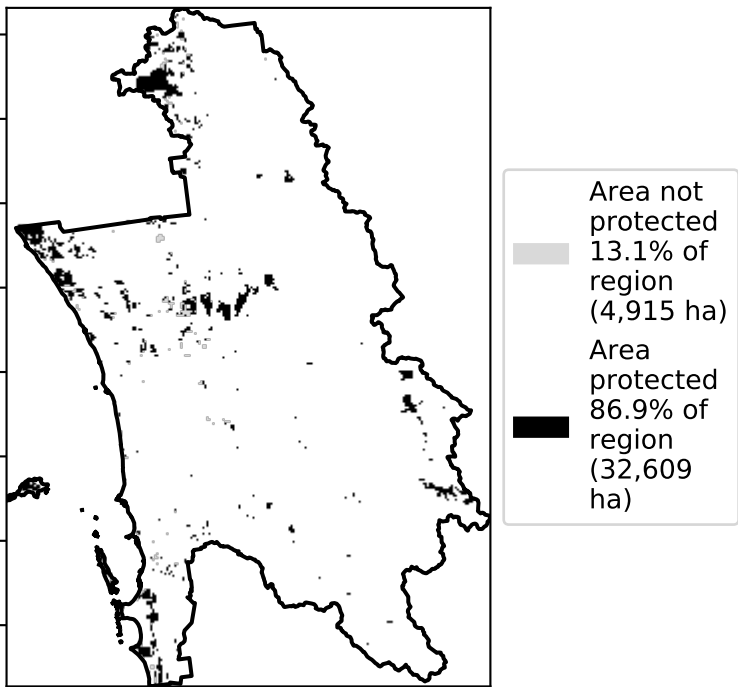 Area not
protected
13.1% of
region
(4,915 ha)
Area
protected
86.9% of
region
(32,609
ha)